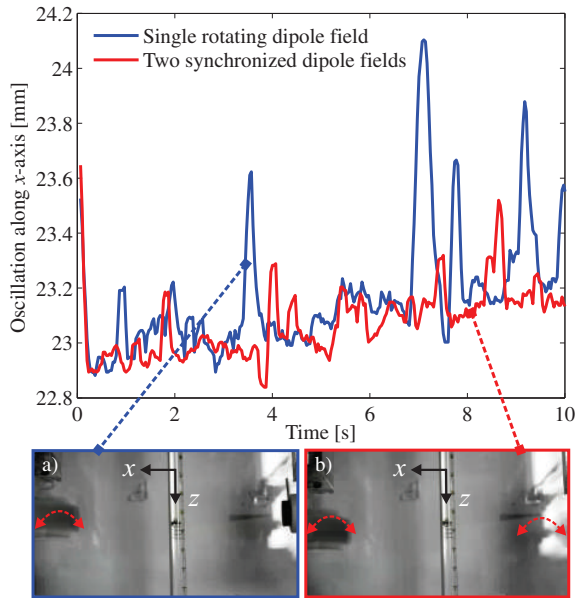 24.2
24
23.8
23.6
23.4
23.2
23
22.8
Oscillation along x-axis [mm]
Single rotating dipole field
Two synchronized dipole fields
0
2
4
6
8
10
Time [s]
a)
x
z
b)
x
z